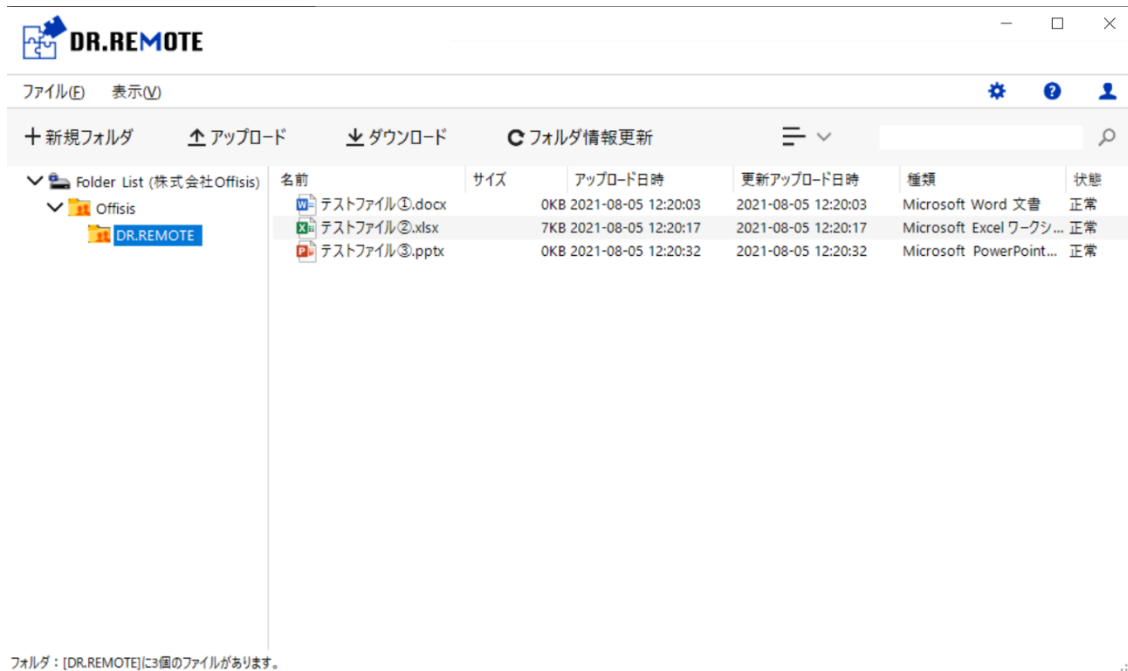 DR.REMOTE
ファイル(F) 表示(V)
新規フォルダ アップロード ダウンロード フォルダ情報更新
Folder List (株式会社Offisis)
Offisis
DR.REMOTE
名前 サイズ アップロード日時 更新アップロード日時 種類 状態
テストファイル①.docx 0KB 2021-08-05 12:20:03 2021-08-05 12:20:03 Microsoft Word 文書 正常
テストファイル②.xlsx 7KB 2021-08-05 12:20:17 2021-08-05 12:20:17 Microsoft Excel ワークシ... 正常
テストファイル③.pptx 0KB 2021-08-05 12:20:32 2021-08-05 12:20:32 Microsoft PowerPoint... 正常
フォルダ：[DR.REMOTE]に3個のファイルがあります。